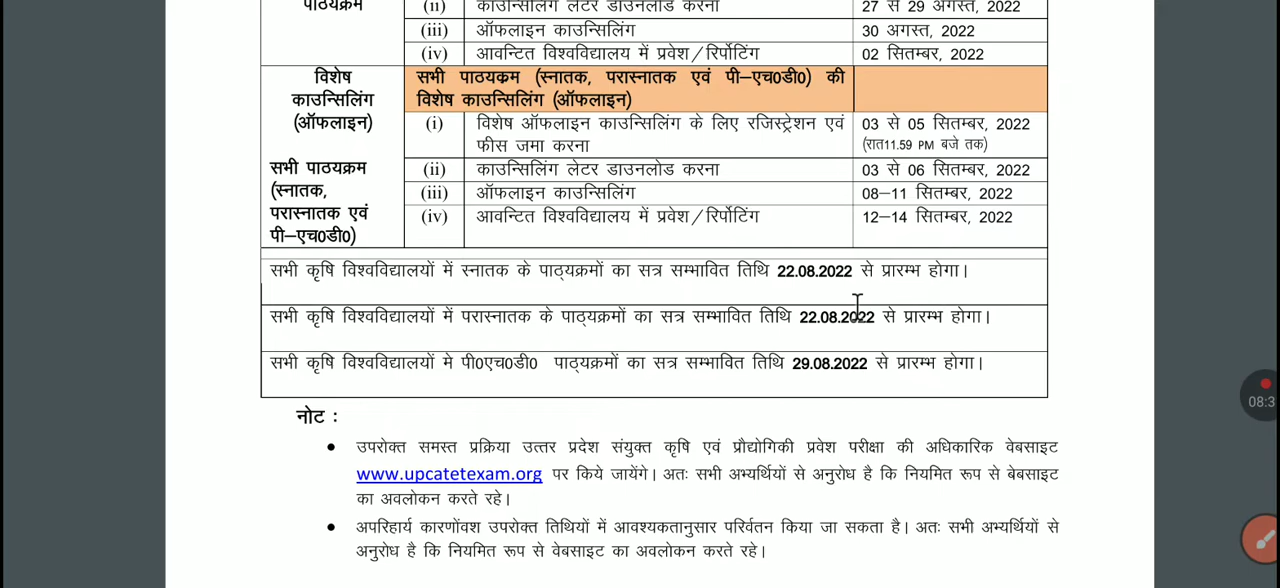 पाठ्यक्रम (ii) काउन्सिलिंग लेटर डाउनलोड करना 27 से 29 अगस्त, 2022
(iii) ऑफलाइन काउन्सिलिंग 30 अगस्त, 2022
(iv) आवन्टित विश्वविद्यालय में प्रवेश/रिर्पोटिंग 02 सितम्बर, 2022
विशेष
काउन्सिलिंग
(ऑफलाइन)
सभी पाठयक्रम
(स्नातक,
परास्नातक एवं
पी–एच0डी0)
सभी पाठयक्रम (स्नातक, परास्नातक एवं पी–एच0डी0) की
विशेष काउन्सिलिंग (ऑफलाइन)
(i) विशेष ऑफलाइन काउन्सिलिंग के लिए रजिस्ट्रेशन एवं 03 से 05 सितम्बर, 2022
फीस जमा करना (रात11.59 PM बजे तक)
(ii) काउन्सिलिंग लेटर डाउनलोड करना 03 से 06 सितम्बर, 2022
(iii) ऑफलाइन काउन्सिलिंग 08–11 सितम्बर, 2022
(iv) आवन्टित विश्वविद्यालय में प्रवेश/रिर्पोटिंग 12–14 सितम्बर, 2022
सभी कृषि विश्वविद्यालयों में स्नातक के पाठ्यक्रमों का सत्र सम्भावित तिथि 22.08.2022 से प्रारम्भ होगा।
सभी कृषि विश्वविद्यालयों में परास्नातक के पाठ्यक्रमों का सत्र सम्भावित तिथि 22.08.2022 से प्रारम्भ होगा।
सभी कृषि विश्वविद्यालयों मे पी0एच0डी0 पाठ्यक्रमों का सत्र सम्भावित तिथि 29.08.2022 से प्रारम्भ होगा।
नोट :
• उपरोक्त समस्त प्रक्रिया उत्तर प्रदेश संयुक्त कृषि एवं प्रौद्योगिकी प्रवेश परीक्षा की अधिकारिक वेबसाइट
www.upcatetexam.org पर किये जायेंगे। अतः सभी अभ्यर्थियों से अनुरोध है कि नियमित रूप से बेबसाइट
का अवलोकन करते रहे।
• अपरिहार्य कारणोंवश उपरोक्त तिथियों में आवश्यकतानुसार परिर्वतन किया जा सकता है। अतः सभी अभ्यर्थियों से
अनुरोध है कि नियमित रूप से वेबसाइट का अवलोकन करते रहे।